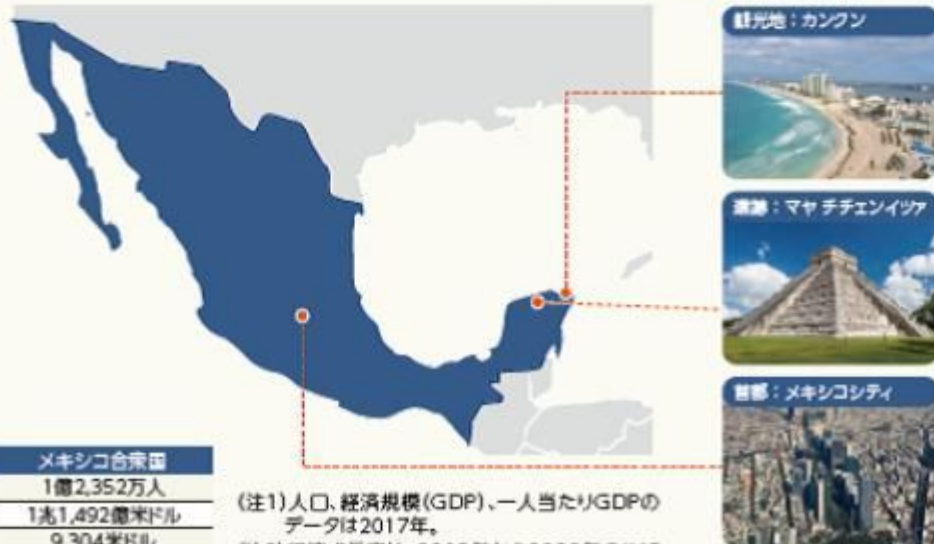 観光地：カンクン
遺跡：マヤ チチェンイツァ
首都：メキシコシティ
メキシコ合衆国
1億2,352万人
1兆1,492億米ドル
9,304米ドル
(注1)人口、経済規模(GDP)、一人当たりGDPの
データは2017年。